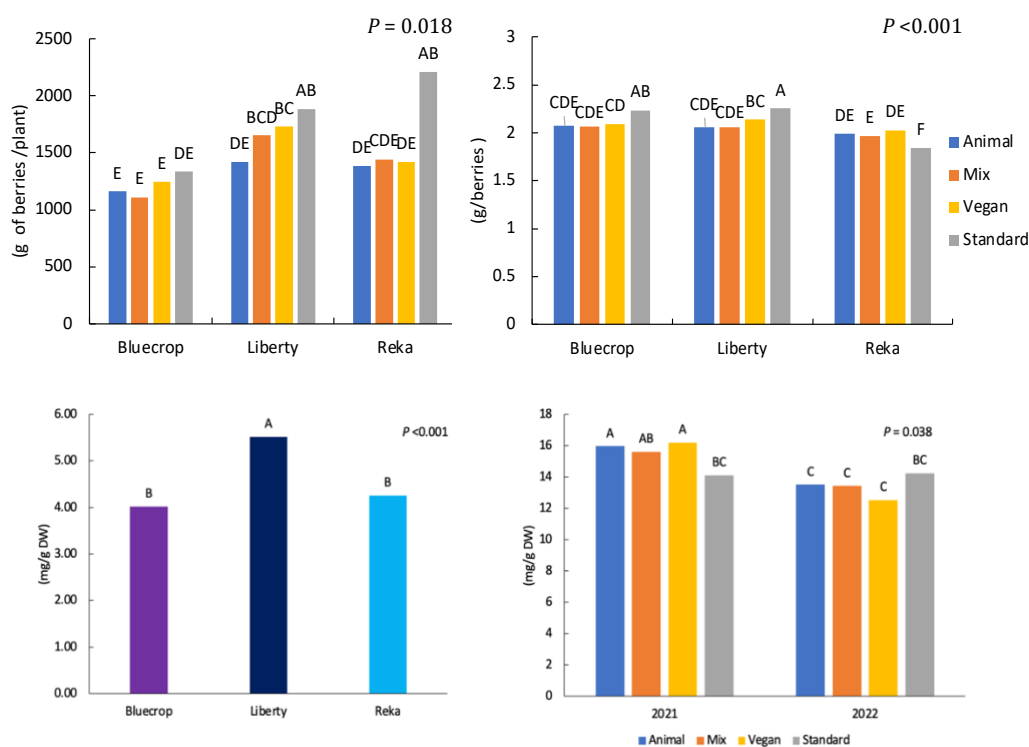 P = 0.018
2500
2000
1500
1000
500
0
(g of berries /plant)
E E E DE
DE BCD BC AB
DE CDE DE AB
Bluecrop Liberty Reka
P <0.001
3
2.5
2
1.5
1
0.5
0
(g/berries )
CDE CDE CD AB
CDE CDE BC A
DE E DE F
Bluecrop Liberty Reka
Animal
Mix
Vegan
Standard
6.00
5.00
4.00
3.00
2.00
1.00
0.00
(mg/g DW)
P <0.001
B A B
Bluecrop Liberty Reka
18
16
14
12
10
8
6
4
2
0
(mg/g DW)
P = 0.038
A AB A BC
C C C BC
2021 2022
Animal Mix Vegan Standard